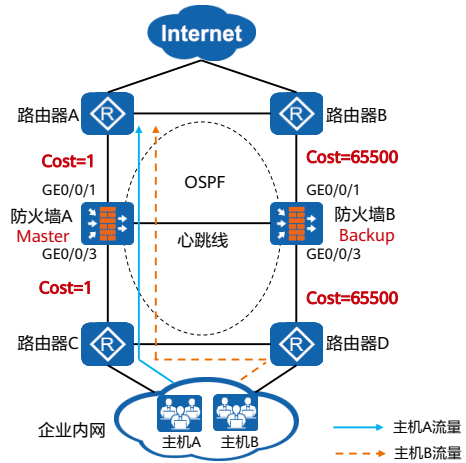 Internet
路由器A
R
R
路由器B
Cost=1
Cost=65500
GE0/0/1
OSPF
GE0/0/1
防火墙A
防火墙B
Master
心跳线
Backup
GE0/0/3
GE0/0/3
Cost=1
Cost=65500
路由器C
R
R
路由器D
企业内网
主机A
主机B
主机A流量
主机B流量